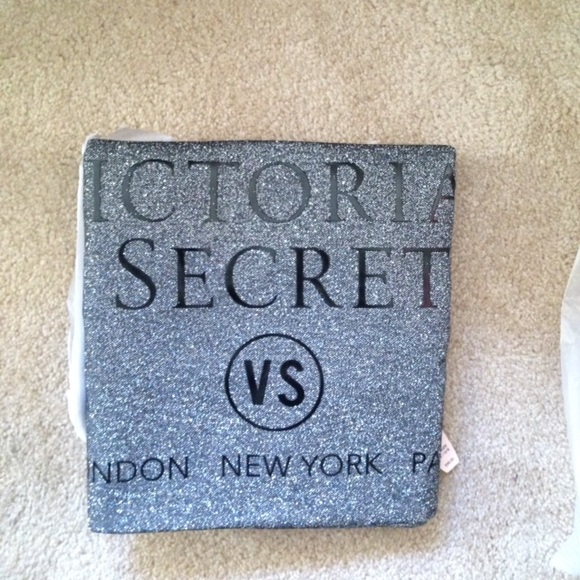 ICTORIA
SECRET
VS
NDON NEW YORK PA